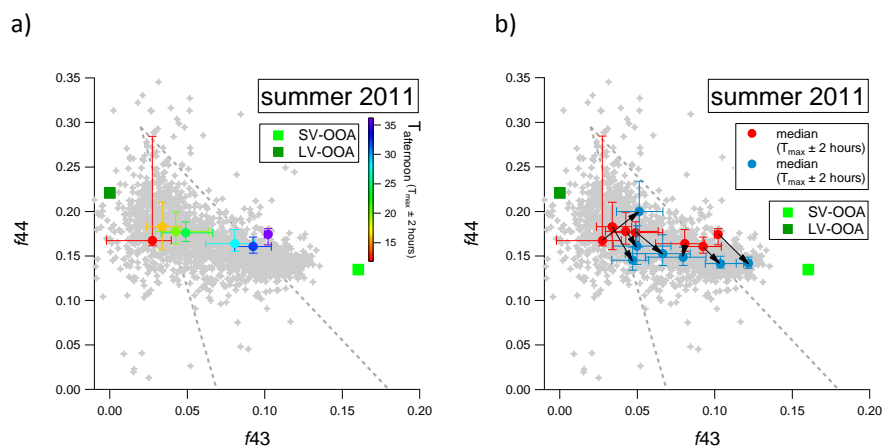 a)
b)
0.35
0.30
0.25
0.20
0.15
0.10
0.05
0.00
f44
0.00
0.05
0.10
0.15
0.20
f43
summer 2011
SV-OOA
LV-OOA
35
30
25
20
15
T afternoon (Tmax ± 2 hours)
0.35
0.30
0.25
0.20
0.15
0.10
0.05
0.00
f44
0.00
0.05
0.10
0.15
0.20
f43
summer 2011
median
(Tmax ± 2 hours)
median
(Tmax ± 2 hours)
SV-OOA
LV-OOA